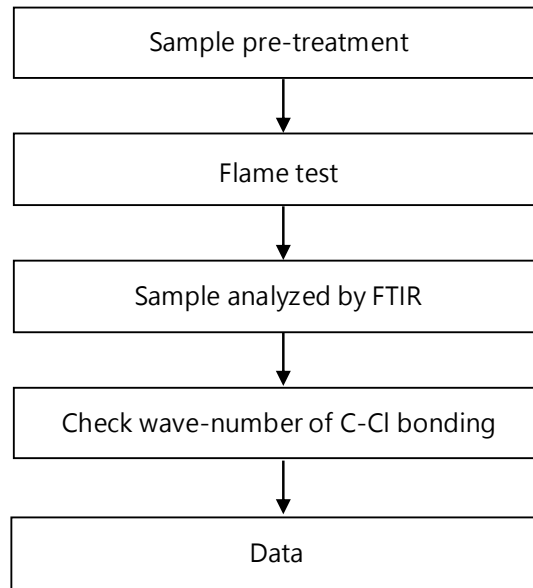 Sample pre-treatment
Flame test
Sample analyzed by FTIR
Check wave-number of C-Cl bonding
Data